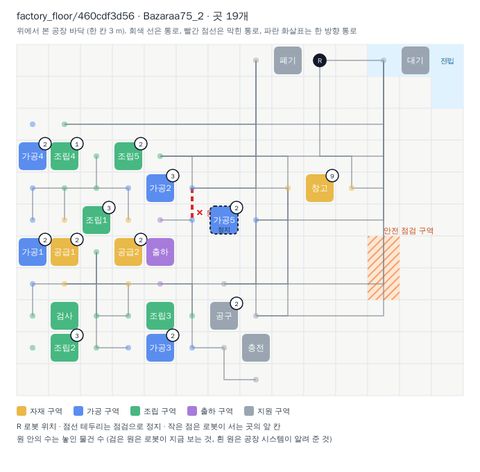 factory_floor/460cdf3d56 · Bazaraa75_2 · 곳 19개
위에서 본 공장 바닥 (한 칸 3 m). 회색 선은 통로, 빨간 점선은 막힌 통로, 파란 화살표는 한 방향 통로
폐기 R 대기 전립
2 1 2
가공4 조립4 조립5
3 9
가공2 창고
3 2
조립1 가공5
정지
안전 점검 구역
2 2 2
가공1 공급1 공급2 출하
2
검사 조립3 공구
3 2
조립2 가공3 충전
자재 구역 가공 구역 조립 구역 출하 구역 지원 구역
R 로봇 위치 · 점선 테두리는 점검으로 정지 · 작은 점은 로봇이 서는 곳의 앞 칸
원 안의 수는 놓인 물건 수 (검은 원은 로봇이 지금 보는 것, 흰 원은 공장 시스템이 알려 준 것)